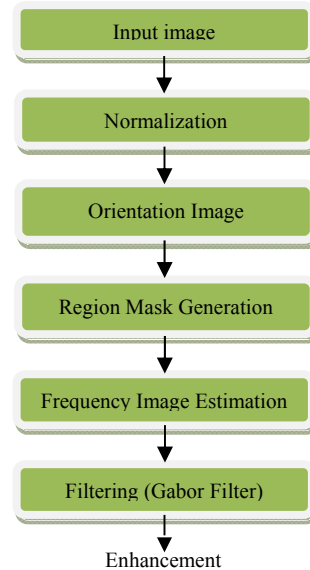 Input image
Normalization
Orientation Image
Region Mask Generation
Frequency Image Estimation
Filtering (Gabor Filter)
Enhancement